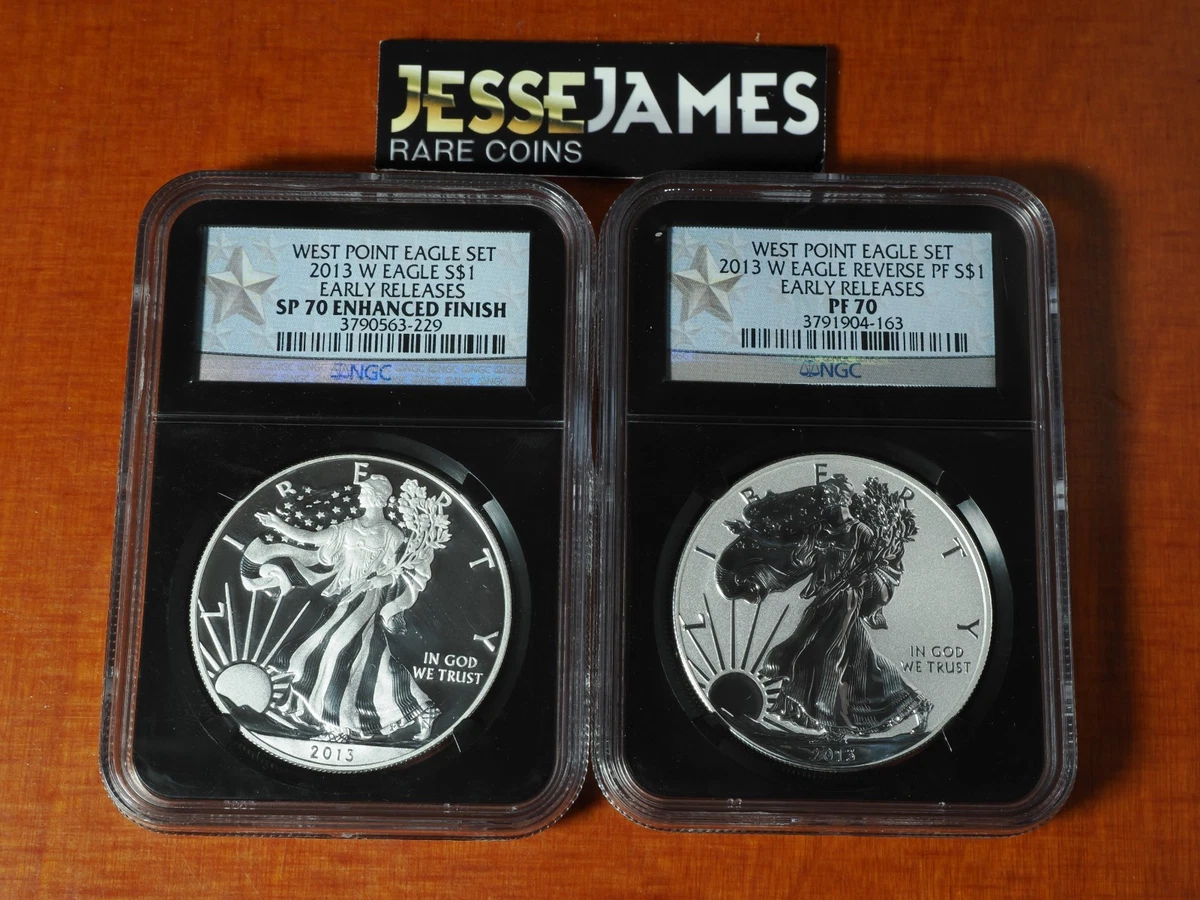 JESSEJAMES
RARE COINS
WEST POINT EAGLE SET
2013 W EAGLE S$1
EARLY RELEASES
SP 70 ENHANCED FINISH
3790563-229
NGC
WEST POINT EAGLE SET
2013 W EAGLE REVERSE PF S$1
EARLY RELEASES
PF 70
3791904-163
NGC
LIBERTY
IN GOD
WE TRUST
2013
LIBERTY
IN GOD
WE TRUST
2013